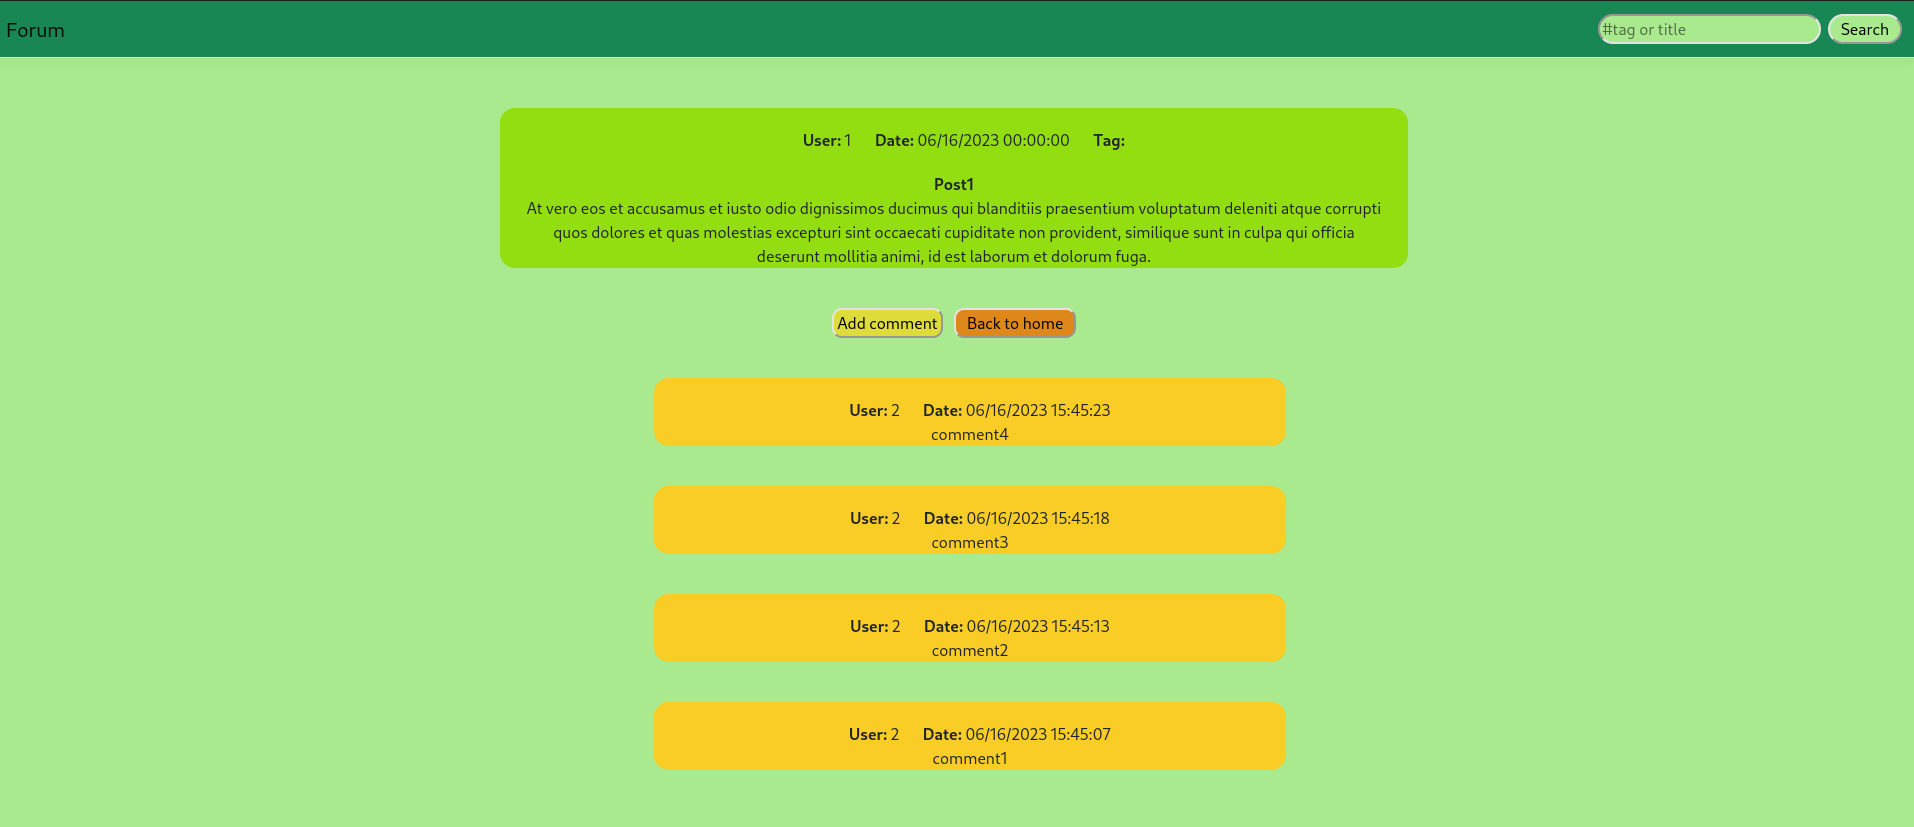 Forum
#tag or title
Search
User: 1 Date: 06/16/2023 00:00:00 Tag:
Post1
At vero eos et accusamus et iusto odio dignissimos ducimus qui blanditiis praesentium voluptatum deleniti atque corrupti
quos dolores et quas molestias excepturi sint occaecati cupiditate non provident, similique sunt in culpa qui officia
deserunt mollitia animi, id est laborum et dolorum fuga.
Add comment
Back to home
User: 2 Date: 06/16/2023 15:45:23
comment4
User: 2 Date: 06/16/2023 15:45:18
comment3
User: 2 Date: 06/16/2023 15:45:13
comment2
User: 2 Date: 06/16/2023 15:45:07
comment1